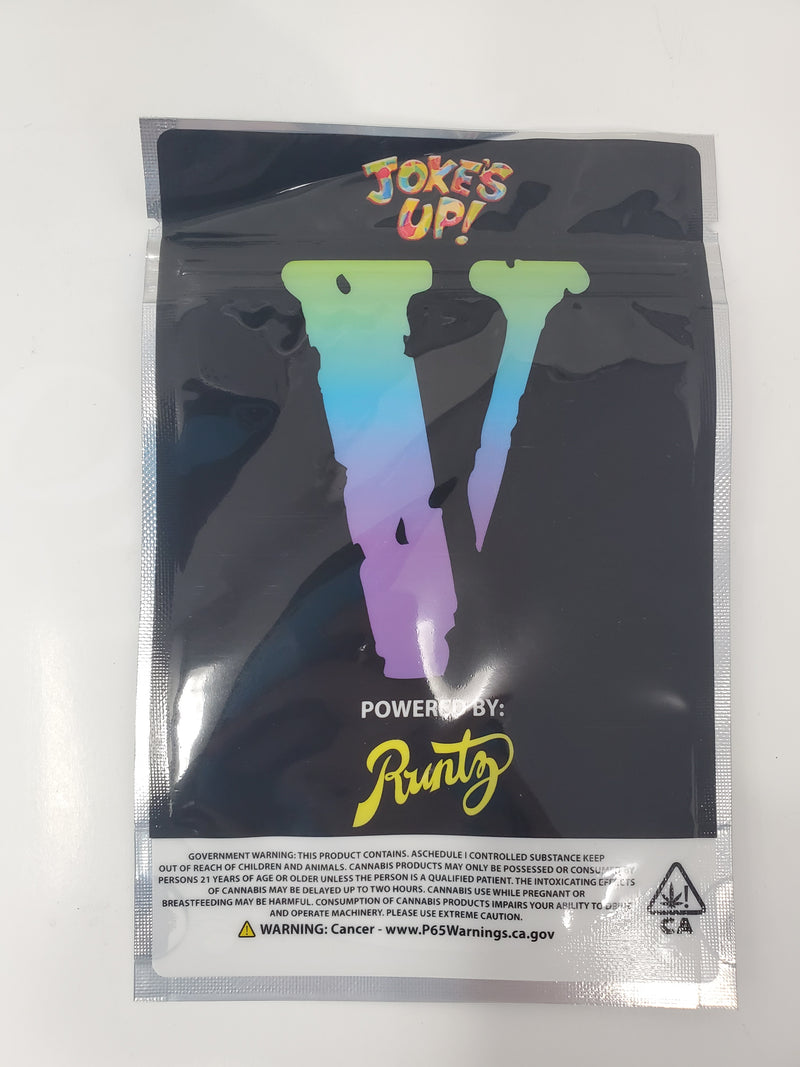 JOKE'S
UP!
V
POWERED BY:
Runtz
GOVERNMENT WARNING: THIS PRODUCT CONTAINS. ASCHEDULE I CONTROLLED SUBSTANCE KEEP
OUT OF REACH OF CHILDREN AND ANIMALS. CANNABIS PRODUCTS MAY ONLY BE POSSESSED OR CONSUMED BY
PERSONS 21 YEARS OF AGE OR OLDER UNLESS THE PERSON IS A QUALIFIED PATIENT. THE INTOXICATING EFFECTS
OF CANNABIS MAY BE DELAYED UP TO TWO HOURS. CANNABIS USE WHILE PREGNANT OR
BREASTFEEDING MAY BE HARMFUL. CONSUMPTION OF CANNABIS PRODUCTS IMPAIRS YOUR ABILITY TO DRIVE
AND OPERATE MACHINERY. PLEASE USE EXTREME CAUTION.
WARNING: Cancer - www.P65Warnings.ca.gov
!
CA